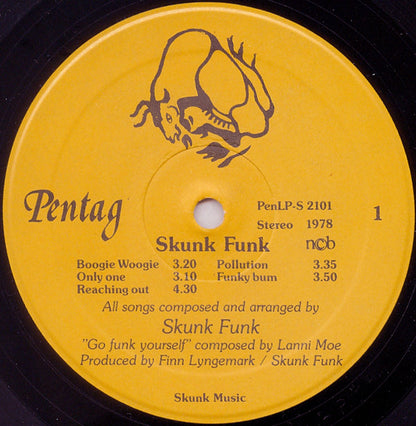 Pentag
PenLP-S 2101
Stereo 1978
1
Skunk Funk
ncb
Boogie Woogie 3.20 Pollution 3.35
Only one 3.10 Funky bum 3.50
Reaching out 4.30
All songs composed and arranged by
Skunk Funk
"Go funk yourself" composed by Lanni Moe
Produced by Finn Lyngemark / Skunk Funk
Skunk Music